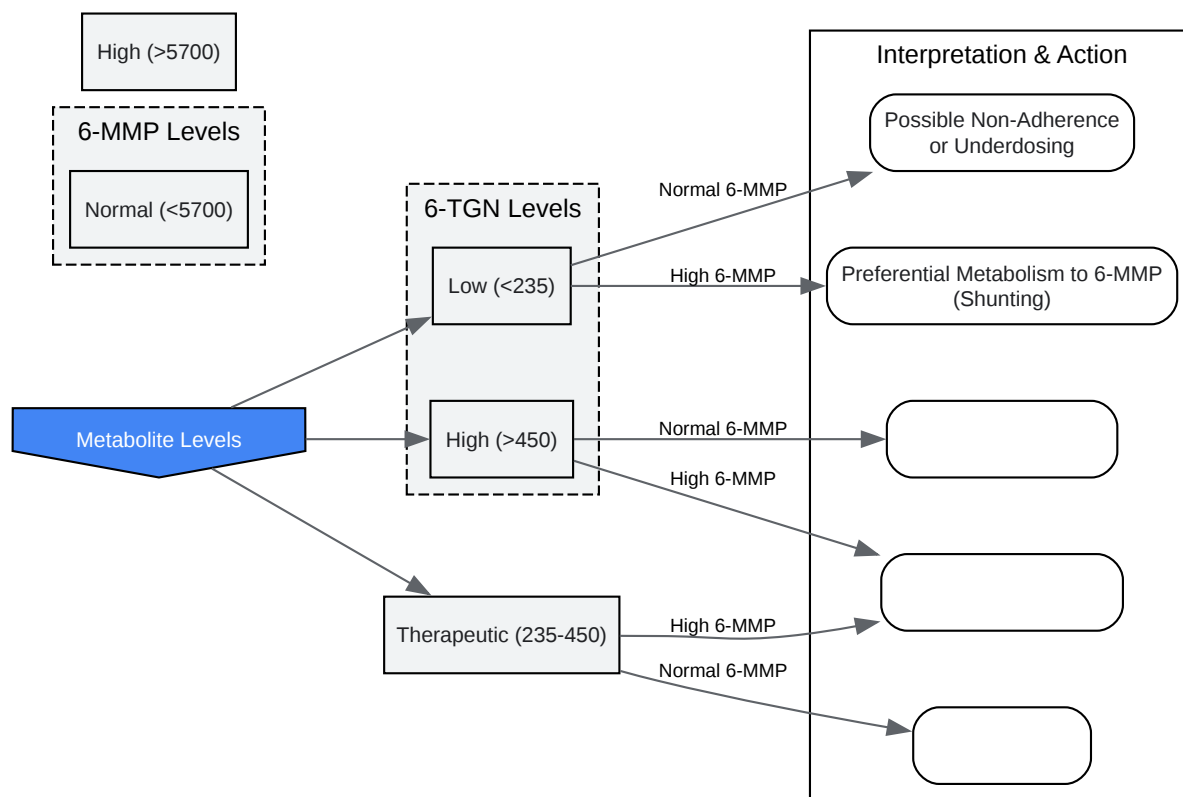 High (>5700)
6-MMP Levels
Normal (<5700)
Metabolite Levels
6-TGN Levels
Low (<235)
High (>450)
Therapeutic (235-450)
Normal 6-MMP
High 6-MMP
Normal 6-MMP
High 6-MMP
High 6-MMP
Normal 6-MMP
Interpretation & Action
Possible Non-Adherence
or Underdosing
Preferential Metabolism to 6-MMP
(Shunting)